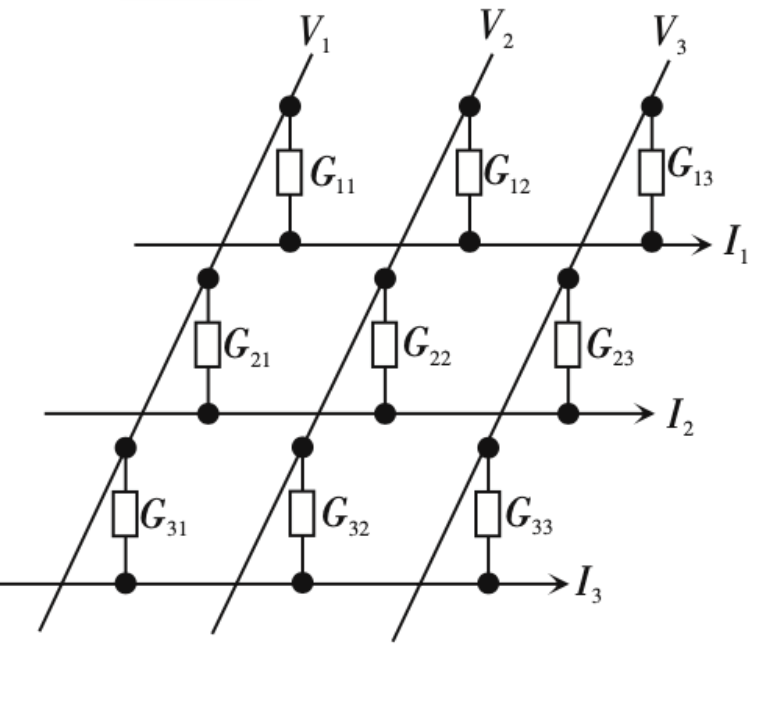 V₁ V₂ V₃
G₁₁ G₁₂ G₁₃
I₁
G₂₁ G₂₂ G₂₃
I₂
G₃₁ G₃₂ G₃₃
I₃